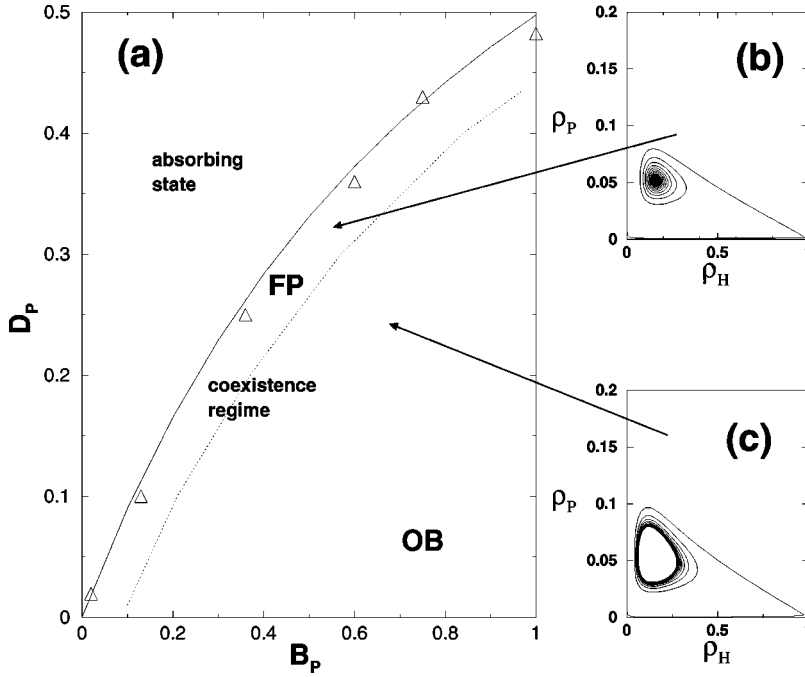 (a)
absorbing
state
FP
coexistence
regime
OB
D_P
0.5
0.4
0.3
0.2
0.1
0
0 0.2 0.4 0.6 0.8 1
B_P
(b)
ρ_P
0.2
0.15
0.1
0.05
0
0 0.5
ρ_H
(c)
ρ_P
0.2
0.15
0.1
0.05
0
0 0.5
ρ_H